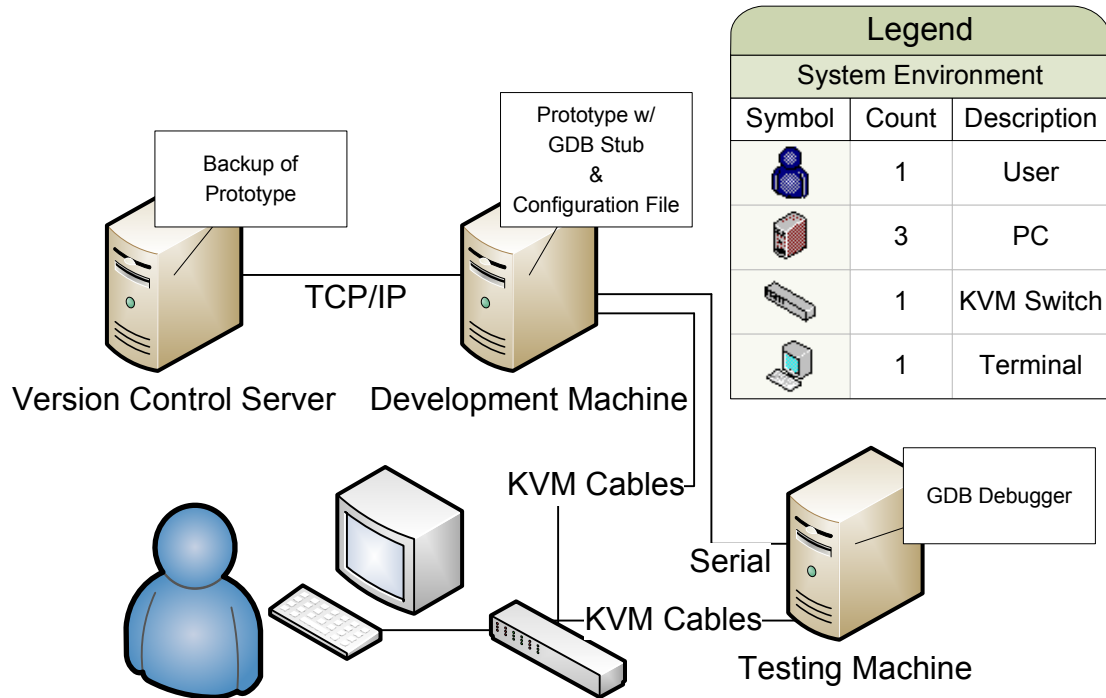 Legend
System Environment
Symbol Count Description
1 User
3 PC
1 KVM Switch
1 Terminal
Backup of
Prototype
Prototype w/
GDB Stub
&
Configuration File
TCP/IP
Version Control Server
Development Machine
KVM Cables
GDB Debugger
Serial
KVM Cables
Testing Machine